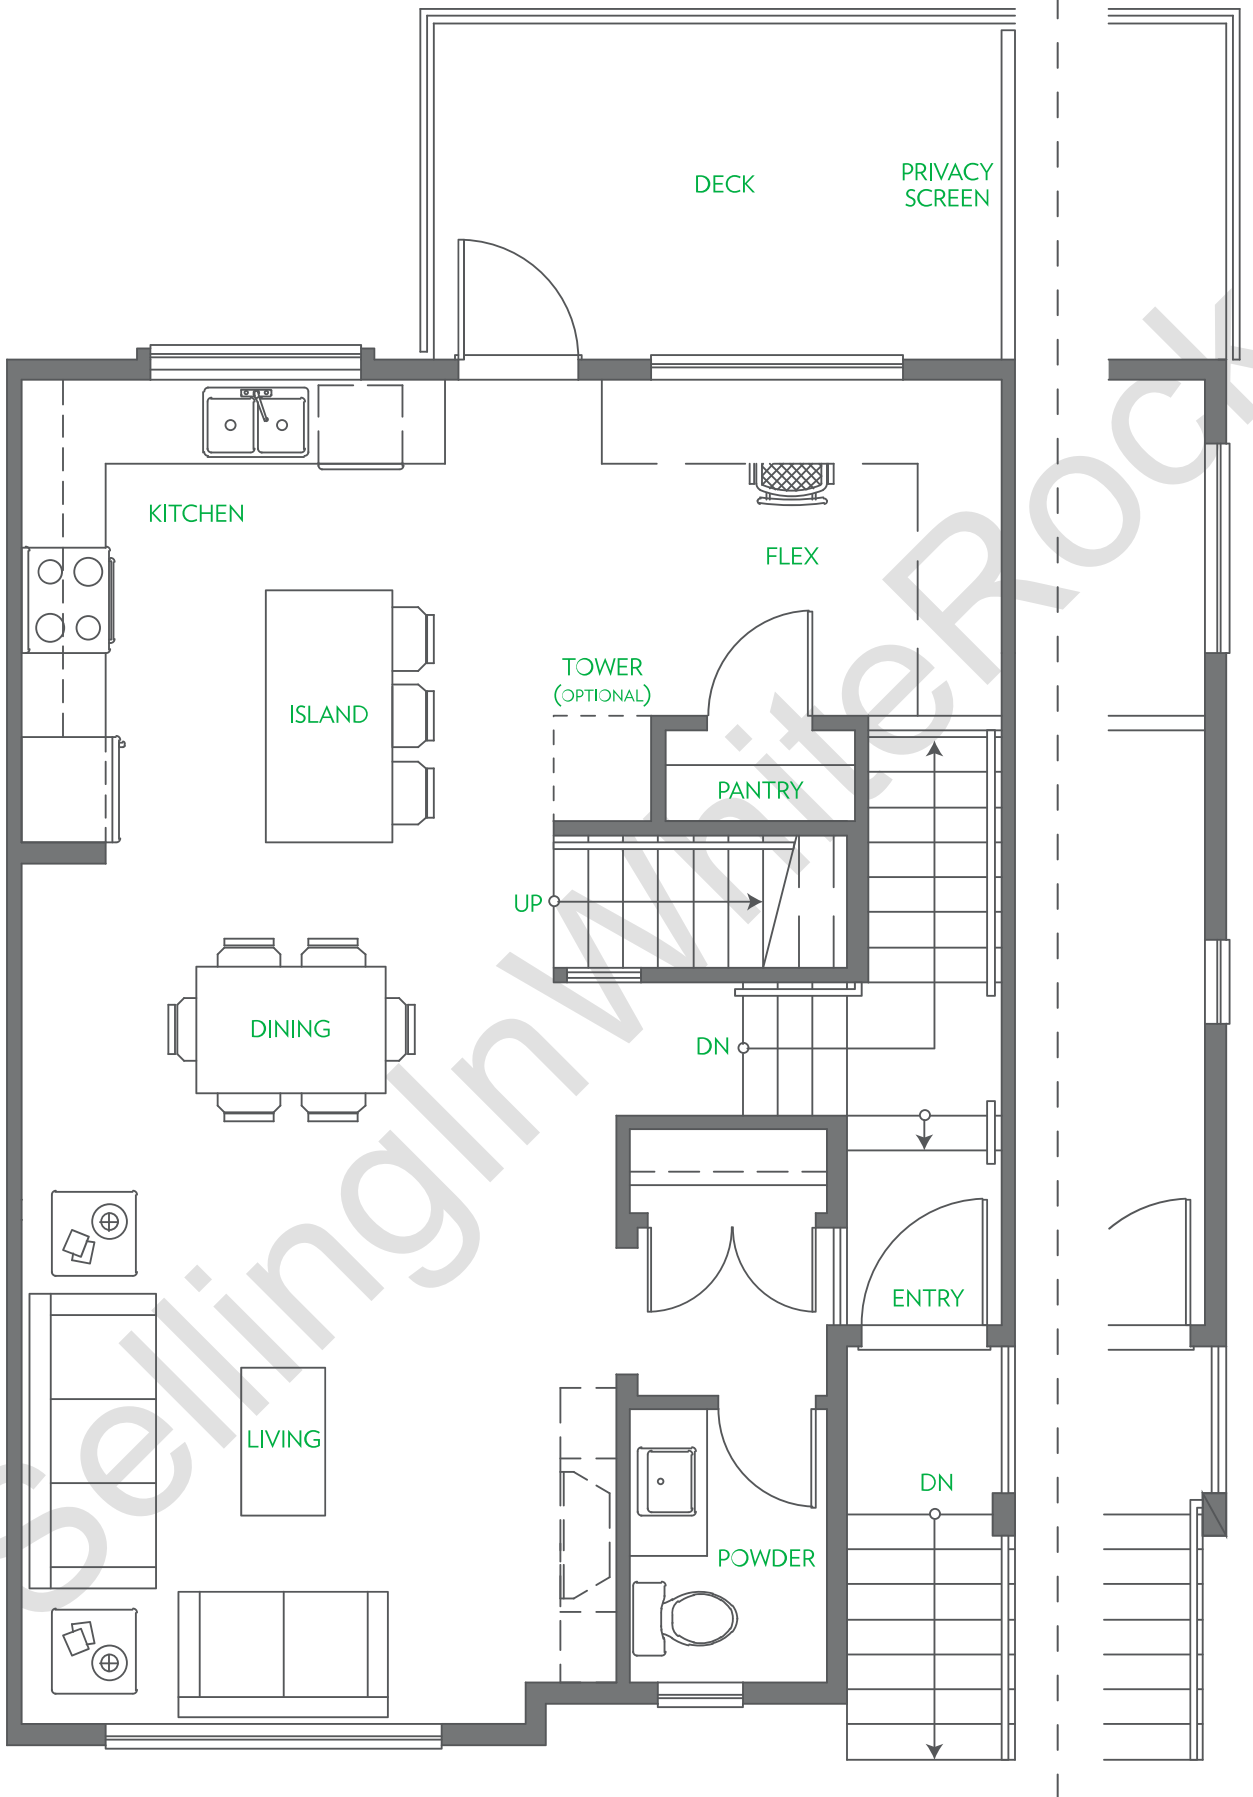 DECK
PRIVACY
SCREEN
KITCHEN
FLEX
TOWER
(OPTIONAL)
ISLAND
PANTRY
UP
DINING
DN
ENTRY
LIVING
DN
POWDER
SellingInWhiteRock